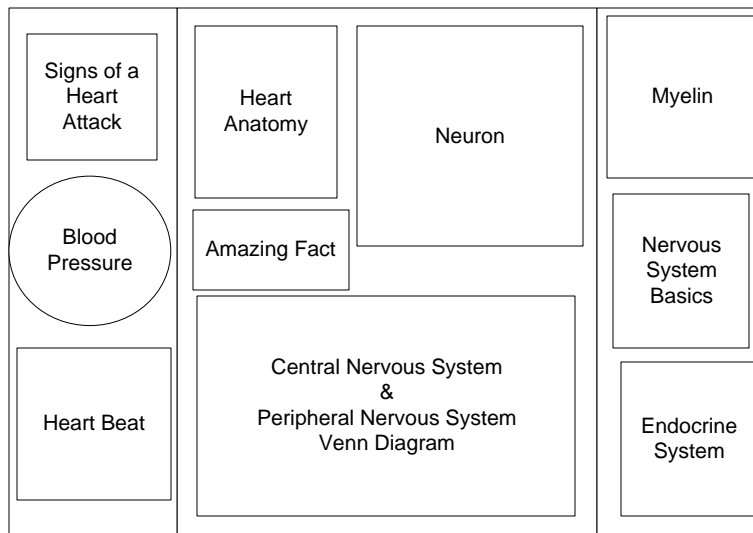 Signs of a
Heart
Attack
Blood
Pressure
Heart Beat
Heart
Anatomy
Neuron
Amazing Fact
Central Nervous System
&
Peripheral Nervous System
Venn Diagram
Myelin
Nervous
System
Basics
Endocrine
System